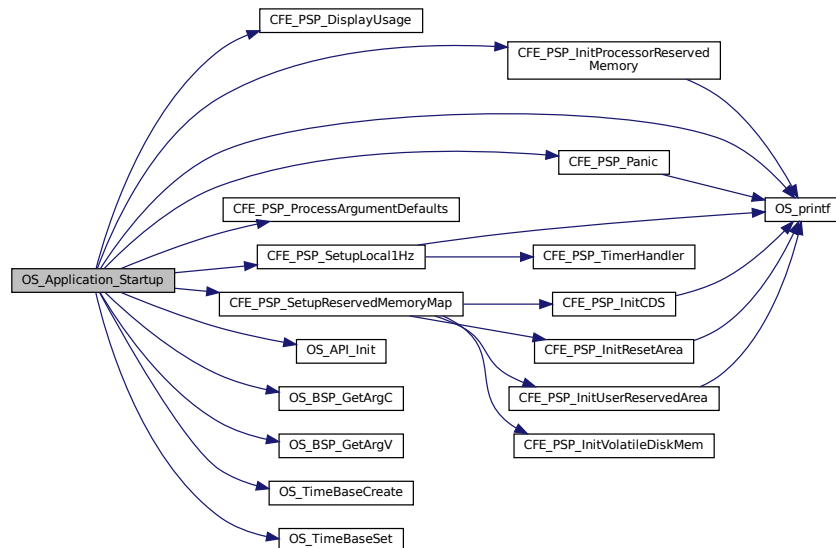 CFE_PSP_DisplayUsage
CFE_PSP_InitProcessorReserved
Memory
CFE_PSP_Panic
OS_printf
CFE_PSP_ProcessArgumentDefaults
CFE_PSP_SetupLocal1Hz
CFE_PSP_TimerHandler
OS_Application_Startup
CFE_PSP_SetupReservedMemoryMap
CFE_PSP_InitCDS
OS_API_Init
CFE_PSP_InitResetArea
OS_BSP_GetArgC
CFE_PSP_InitUserReservedArea
OS_BSP_GetArgV
CFE_PSP_InitVolatileDiskMem
OS_TimeBaseCreate
OS_TimeBaseSet